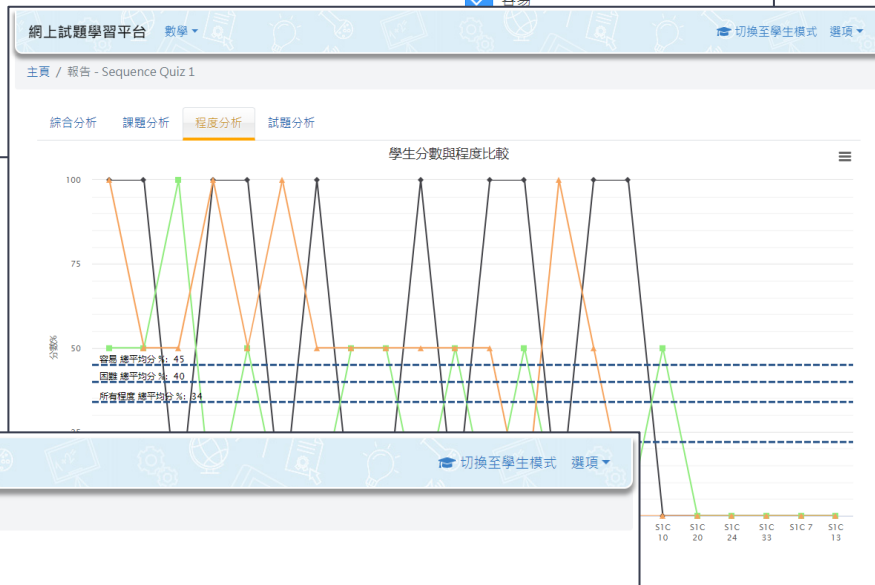 容易
網上試題學習平台 數學 切換至學生模式 選項
主頁 / 報告 - Sequence Quiz 1
綜合分析 課題分析 程度分析 試題分析
學生分數與程度比較
100
75
分數%
50
容易 總平均分 %: 45
困難 總平均分 %: 40
所有程度 總平均分 %: 34
切換至學生模式 選項
S1C 10 S1C 20 S1C 24 S1C 33 S1C 7 S1C 13